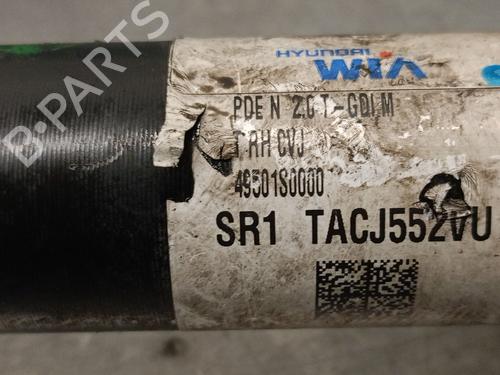 HYUNDAI
WIA
PDE N 2.0 T-GDI M
RH CVJ
49501S0000
SR1 TACJ552VU
B-PARTS